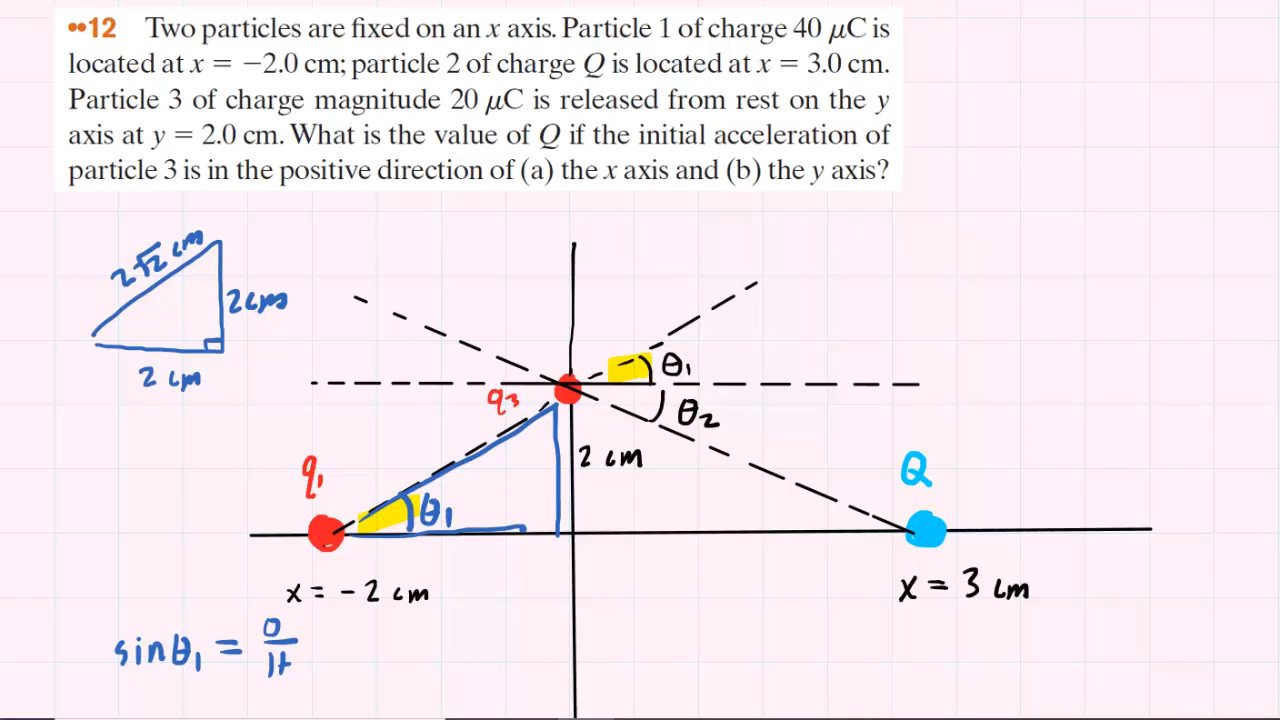 ••12 Two particles are fixed on an x axis. Particle 1 of charge 40 μC is
located at x = −2.0 cm; particle 2 of charge Q is located at x = 3.0 cm.
Particle 3 of charge magnitude 20 μC is released from rest on the y
axis at y = 2.0 cm. What is the value of Q if the initial acceleration of
particle 3 is in the positive direction of (a) the x axis and (b) the y axis?
2√2 cm
2 cm
2 cm
θ₁
q₃
θ₂
2 cm
q₁
Q
θ₁
x = -2 cm
x = 3 cm
sinθ₁ = O/H